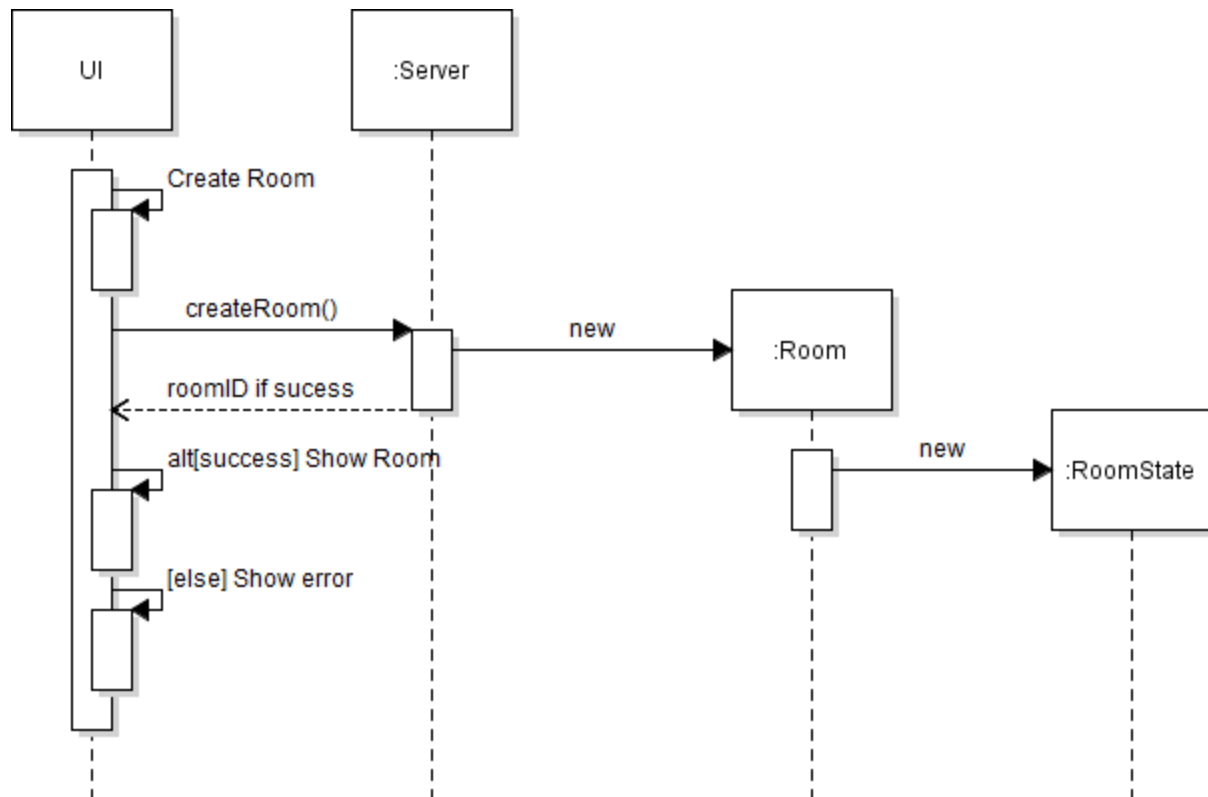 UI
:Server
Create Room
createRoom()
new
:Room
roomID if sucess
alt[success] Show Room
new
:RoomState
[else] Show error